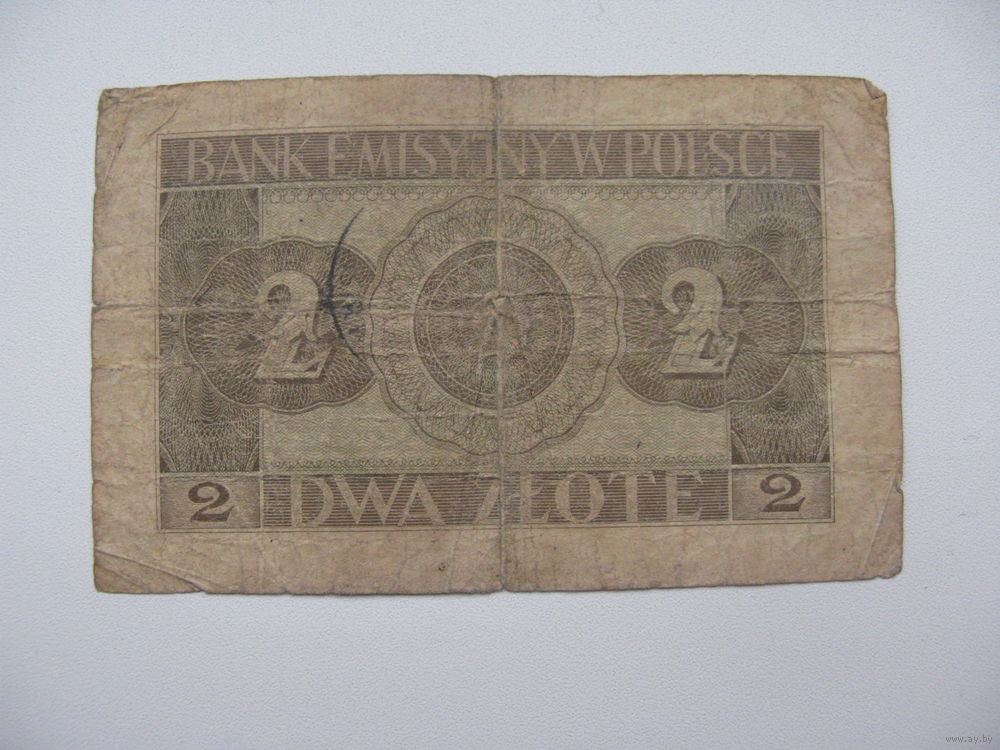 BANK EMISYJNY W POLSCE
2 2
2 DWA ZŁOTE 2
www.ay.by